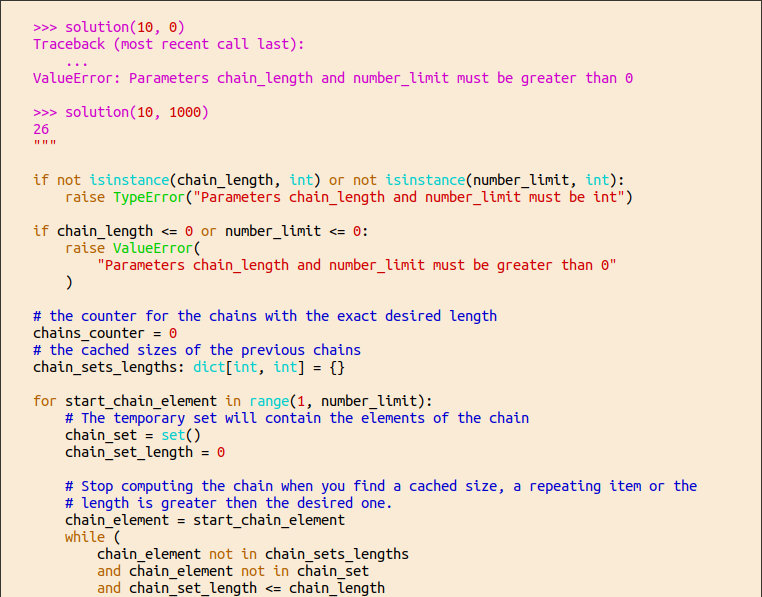 >>> solution(10, 0)
Traceback (most recent call last):
    ...
ValueError: Parameters chain_length and number_limit must be greater than 0

>>> solution(10, 1000)
26
"""

if not isinstance(chain_length, int) or not isinstance(number_limit, int):
    raise TypeError("Parameters chain_length and number_limit must be int")

if chain_length <= 0 or number_limit <= 0:
    raise ValueError(
        "Parameters chain_length and number_limit must be greater than 0"
    )

# the counter for the chains with the exact desired length
chains_counter = 0
# the cached sizes of the previous chains
chain_sets_lengths: dict[int, int] = {}

for start_chain_element in range(1, number_limit):
    # The temporary set will contain the elements of the chain
    chain_set = set()
    chain_set_length = 0

    # Stop computing the chain when you find a cached size, a repeating item or the
    # length is greater then the desired one.
    chain_element = start_chain_element
    while (
        chain_element not in chain_sets_lengths
        and chain_element not in chain_set
        and chain_set_length <= chain_length